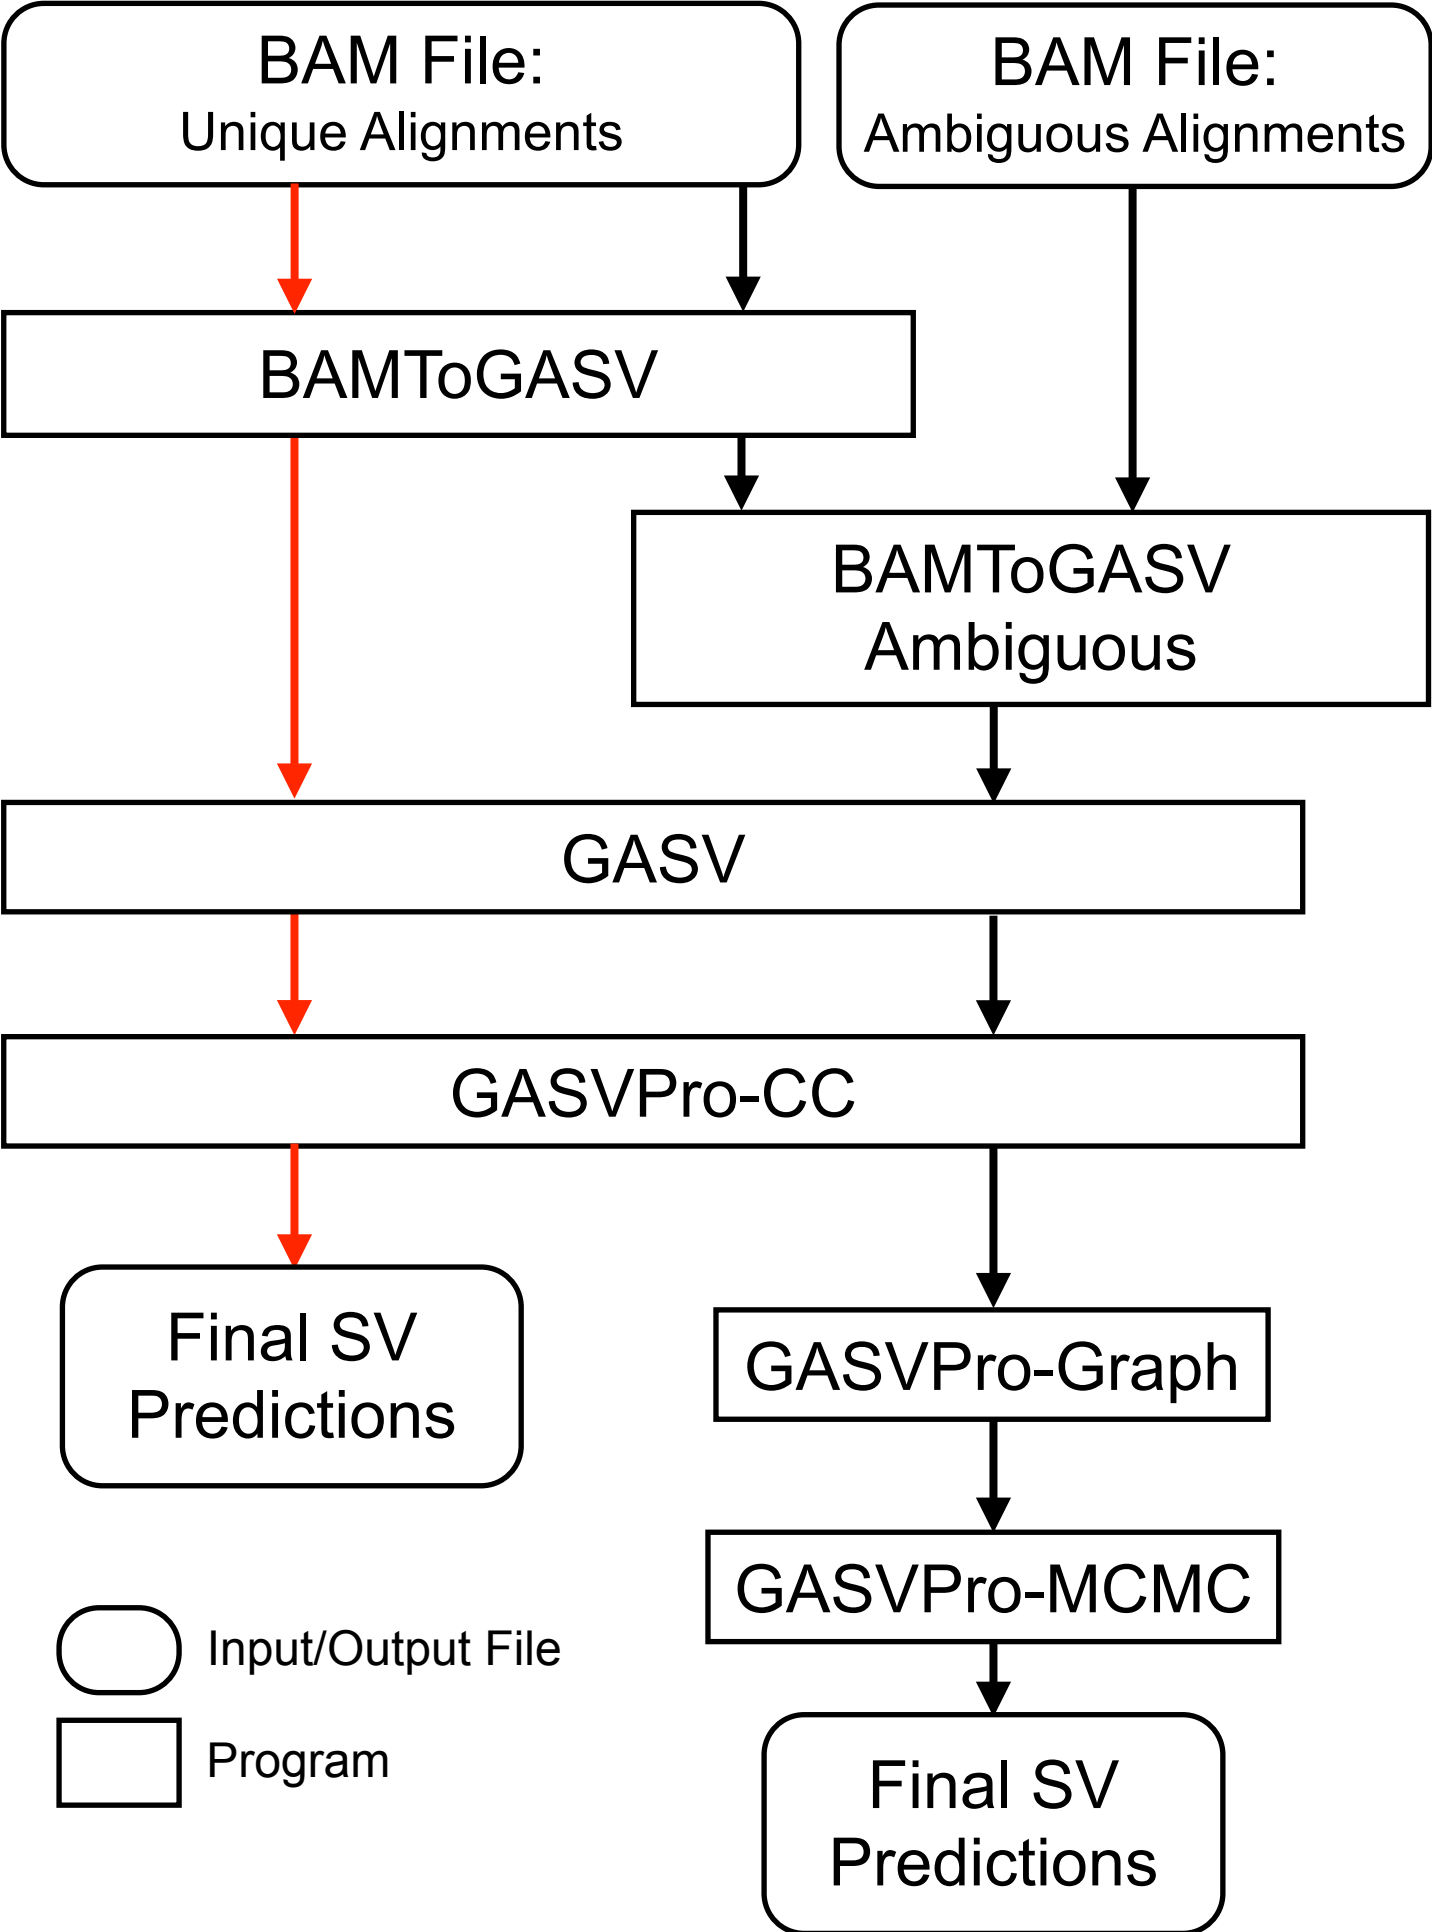 BAM File:
Unique Alignments
BAM File:
Ambiguous Alignments
BAMToGASV
BAMToGASV
Ambiguous
GASV
GASVPro-CC
Final SV
Predictions
GASVPro-Graph
GASVPro-MCMC
Input/Output File
Program
Final SV
Predictions